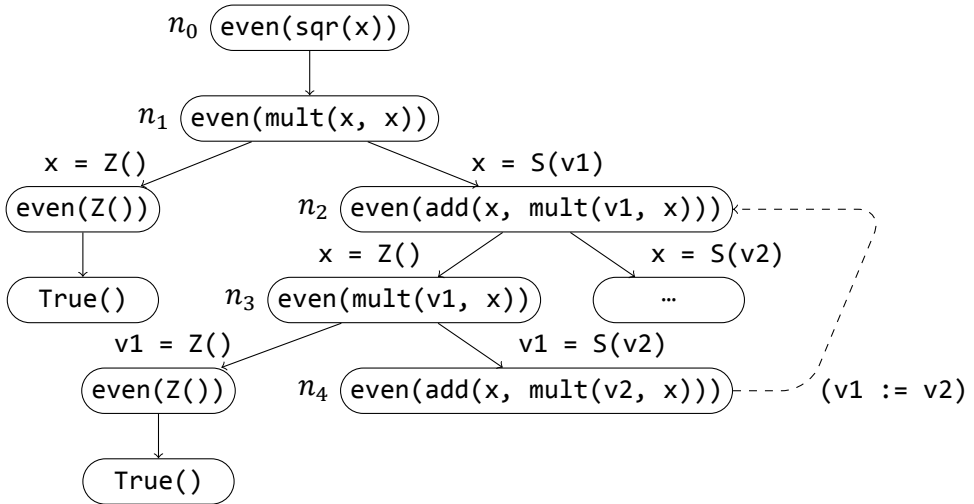 n₀ even(sqr(x))
n₁ even(mult(x, x))
x = Z() x = S(v1)
even(Z()) n₂ even(add(x, mult(v1, x)))
x = Z() x = S(v2)
True() n₃ even(mult(v1, x)) …
v1 = Z() v1 = S(v2)
even(Z()) n₄ even(add(x, mult(v2, x))) (v1 := v2)
True()